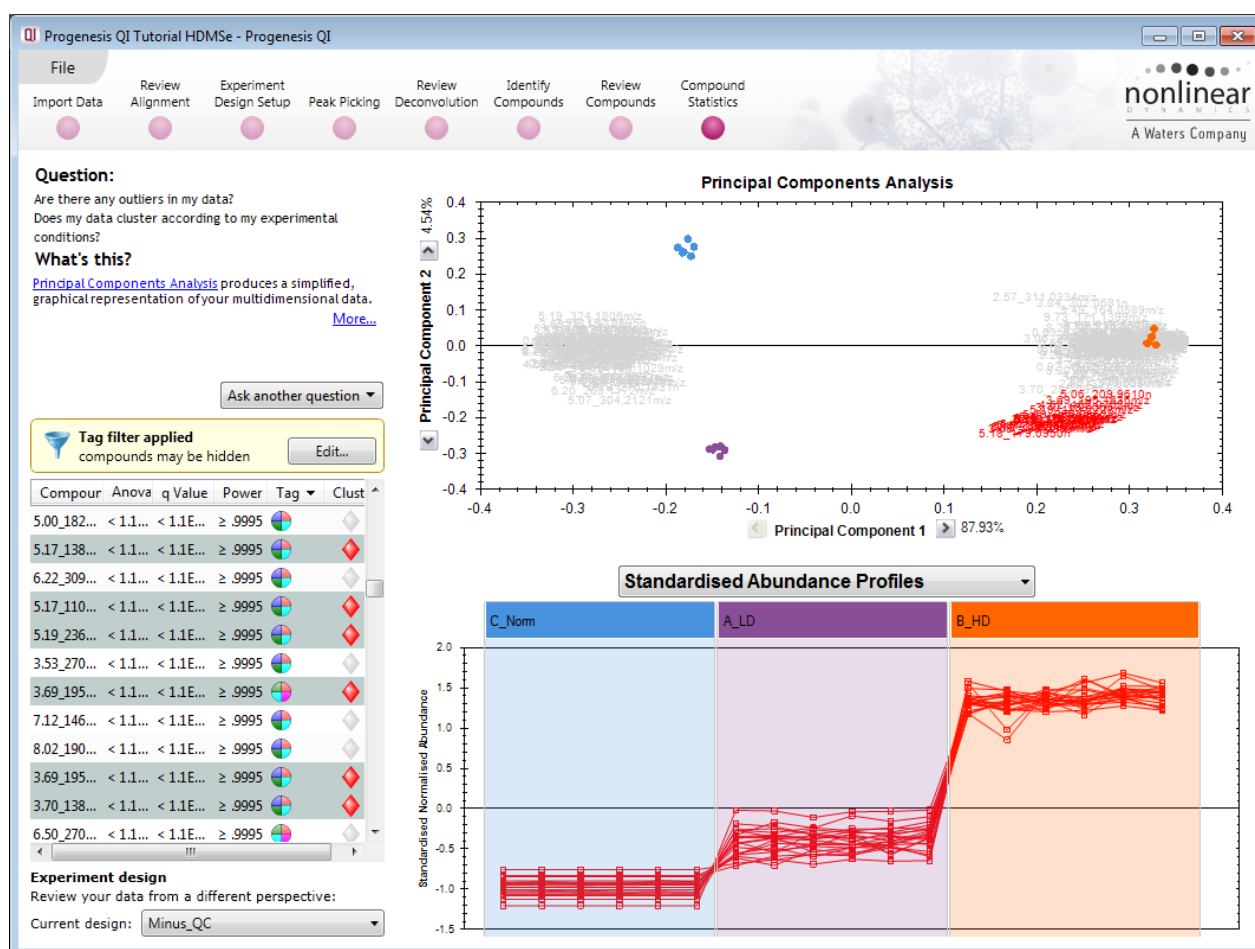 Progenesis QI Tutorial HDMSe - Progenesis QI
File
Import Data
Review Alignment
Experiment Design Setup
Peak Picking
Review Deconvolution
Identify Compounds
Review Compounds
Compound Statistics
nonlinear
DYNAMICS
A Waters Company
Question:
Are there any outliers in my data?
Does my data cluster according to my experimental
conditions?
What's this?
Principal Components Analysis produces a simplified,
graphical representation of your multidimensional data.
More...
Ask another question
Tag filter applied
compounds may be hidden
Edit...
Compour Anova q Value Power Tag Clust
5.00_182... < 1.1... < 1.1E... ≥ .9995
5.17_138... < 1.1... < 1.1E... ≥ .9995
6.22_309... < 1.1... < 1.1E... ≥ .9995
5.17_110... < 1.1... < 1.1E... ≥ .9995
5.19_236... < 1.1... < 1.1E... ≥ .9995
3.53_270... < 1.1... < 1.1E... ≥ .9995
3.69_195... < 1.1... < 1.1E... ≥ .9995
7.12_146... < 1.1... < 1.1E... ≥ .9995
8.02_190... < 1.1... < 1.1E... ≥ .9995
3.69_195... < 1.1... < 1.1E... ≥ .9995
3.70_138... < 1.1... < 1.1E... ≥ .9995
6.50_270... < 1.1... < 1.1E... ≥ .9995
Experiment design
Review your data from a different perspective:
Current design: Minus_QC
Principal Components Analysis
Principal Component 2 4.54%
0.4
0.3
0.2
0.1
0.0
-0.1
-0.2
-0.3
-0.4
2.57_311.0334m/z
5.19_324.1806m/z
5.07_304.2121m/z
-0.4 -0.3 -0.2 -0.1 0.0 0.1 0.2 0.3 0.4
Principal Component 1 87.93%
Standardised Abundance Profiles
C_Norm A_LD B_HD
Standardised Normalised Abundance
2.0
1.5
1.0
0.5
0.0
-0.5
-1.0
-1.5